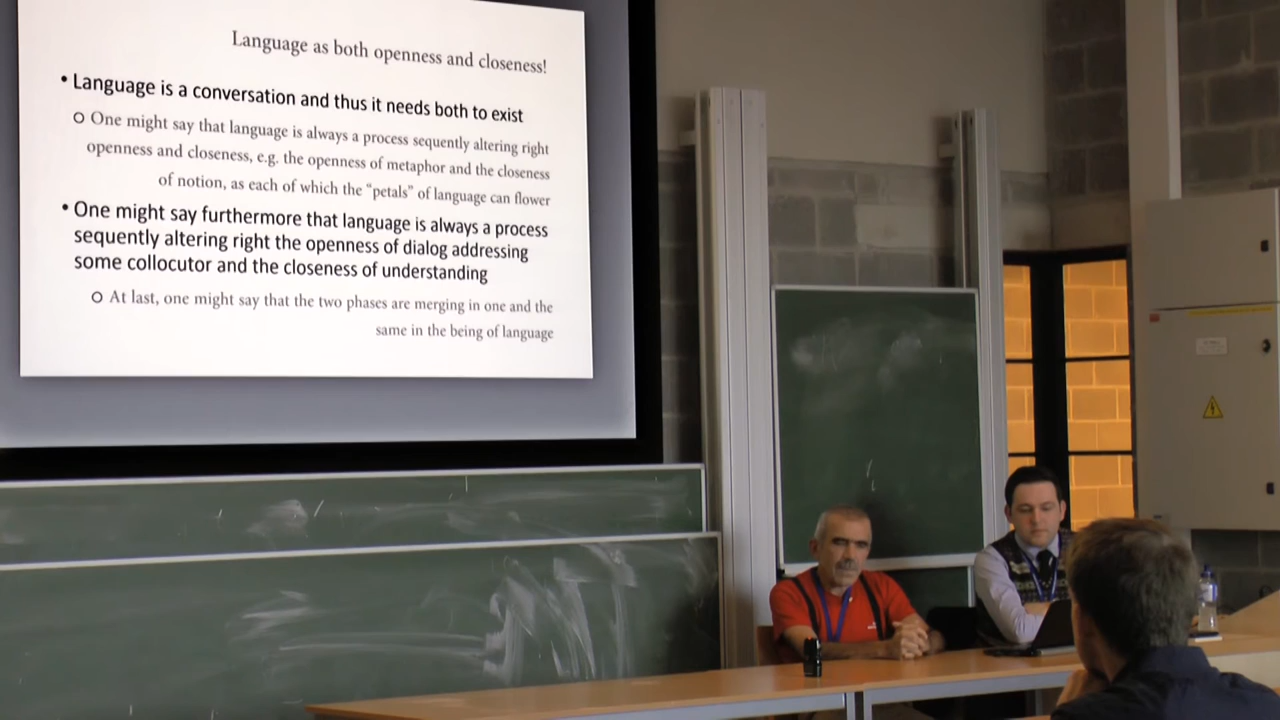 Language as both openness and closeness!
• Language is a conversation and thus it needs both to exist
o One might say that language is always a process sequently altering right
openness and closeness, e.g. the openness of metaphor and the closeness
of notion, as each of which the “petals” of language can flower
• One might say furthermore that language is always a process
sequently altering right the openness of dialog addressing
some collocutor and the closeness of understanding
o At last, one might say that the two phases are merging in one and the
same in the being of language